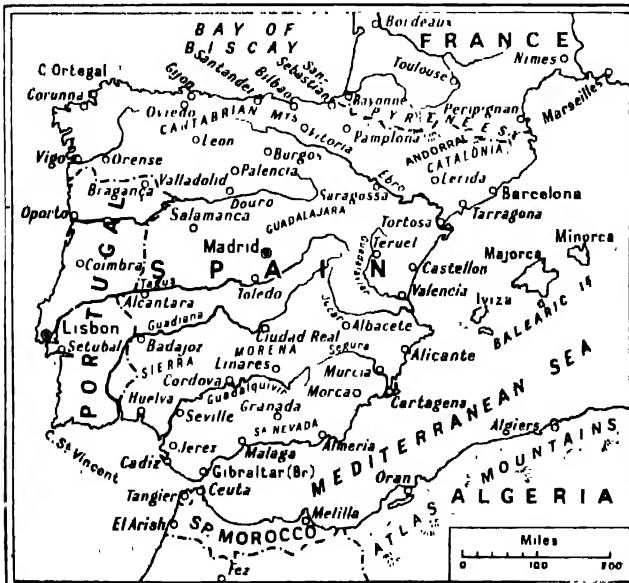 BAY OF
BISCAY
Bordeaux
FRANCE
Nimes
Toulouse
Marseilles
C Ortegal
Corunna
Gijon
Santander
Bilbao
San-
Sebastian
Bayonne
Oviedo
CANTABRIAN MTS
PYRENEES
Perpignan
Vitoria
Pamplona
ANDORRA
CATALONIA
Leon
Burgos
Vigo
Orense
Palencia
Ebro
Lerida
Bragança
Valladolid
Barcelona
Douro
Saragossa
Tarragona
Oporto
Salamanca
GUADALAJARA
Tortosa
Minorca
Madrid
Teruel
Majorca
Coimbra
SPAIN
Guadalaviar
Castellon
Tagus
Toledo
Valencia
Iviza
BALEARIC IS
Alcantara
PORTUGAL
Lisbon
Guadiana
Jucar
Albacete
Ciudad Real
Setubal
Badajoz
SIERRA
MORENA
Segura
Alicante
Linares
Cordova
Murcia
Guadalquivir
Morca
Cartagena
Huelva
Seville
Granada
Sᵃ NEVADA
MEDITERRANEAN SEA
C. St Vincent
Jerez
Malaga
Almeria
Algiers
Cadiz
Gibraltar (Br)
Tangier
Ceuta
Oran
ATLAS MOUNTAINS
ALGERIA
El Arish
SP. MOROCCO
Melilla
Fez
Miles
0 100 200